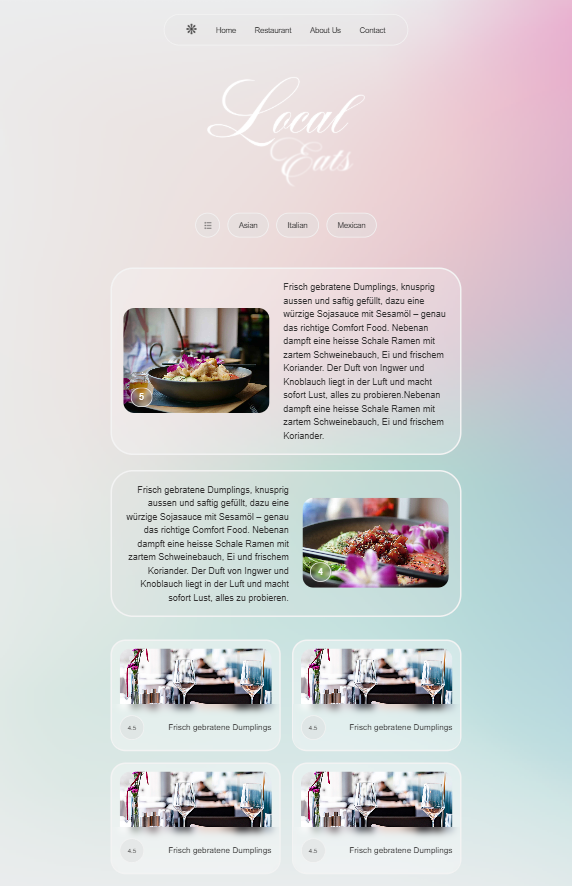 Home Restaurant About Us Contact
Local
Eats
Asian Italian Mexican
Frisch gebratene Dumplings, knusprig
aussen und saftig gefüllt, dazu eine
würzige Sojasauce mit Sesamöl – genau
das richtige Comfort Food. Nebenan
dampft eine heisse Schale Ramen mit
zartem Schweinebauch, Ei und frischem
Koriander. Der Duft von Ingwer und
Knoblauch liegt in der Luft und macht
sofort Lust, alles zu probieren.Nebenan
dampft eine heisse Schale Ramen mit
zartem Schweinebauch, Ei und frischem
Koriander.
5
Frisch gebratene Dumplings, knusprig
aussen und saftig gefüllt, dazu eine
würzige Sojasauce mit Sesamöl – genau
das richtige Comfort Food. Nebenan
dampft eine heisse Schale Ramen mit
zartem Schweinebauch, Ei und frischem
Koriander. Der Duft von Ingwer und
Knoblauch liegt in der Luft und macht
sofort Lust, alles zu probieren.
4
4.5 Frisch gebratene Dumplings
4.5 Frisch gebratene Dumplings
4.5 Frisch gebratene Dumplings
4.5 Frisch gebratene Dumplings